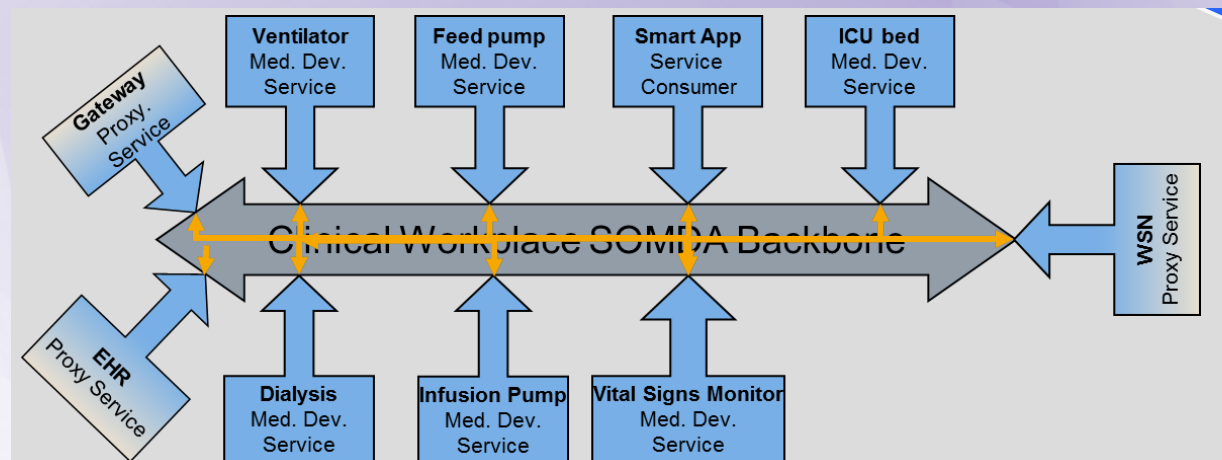 Ventilator
Med. Dev.
Service
Feed pump
Med. Dev.
Service
Smart App
Service
Consumer
ICU bed
Med. Dev.
Service
Gateway
Proxy.
Service
Clinical Workplace SOMDA Backbone
WSN
Proxy Service
EHR
Proxy Service
Dialysis
Med. Dev.
Service
Infusion Pump
Med. Dev.
Service
Vital Signs Monitor
Med. Dev.
Service